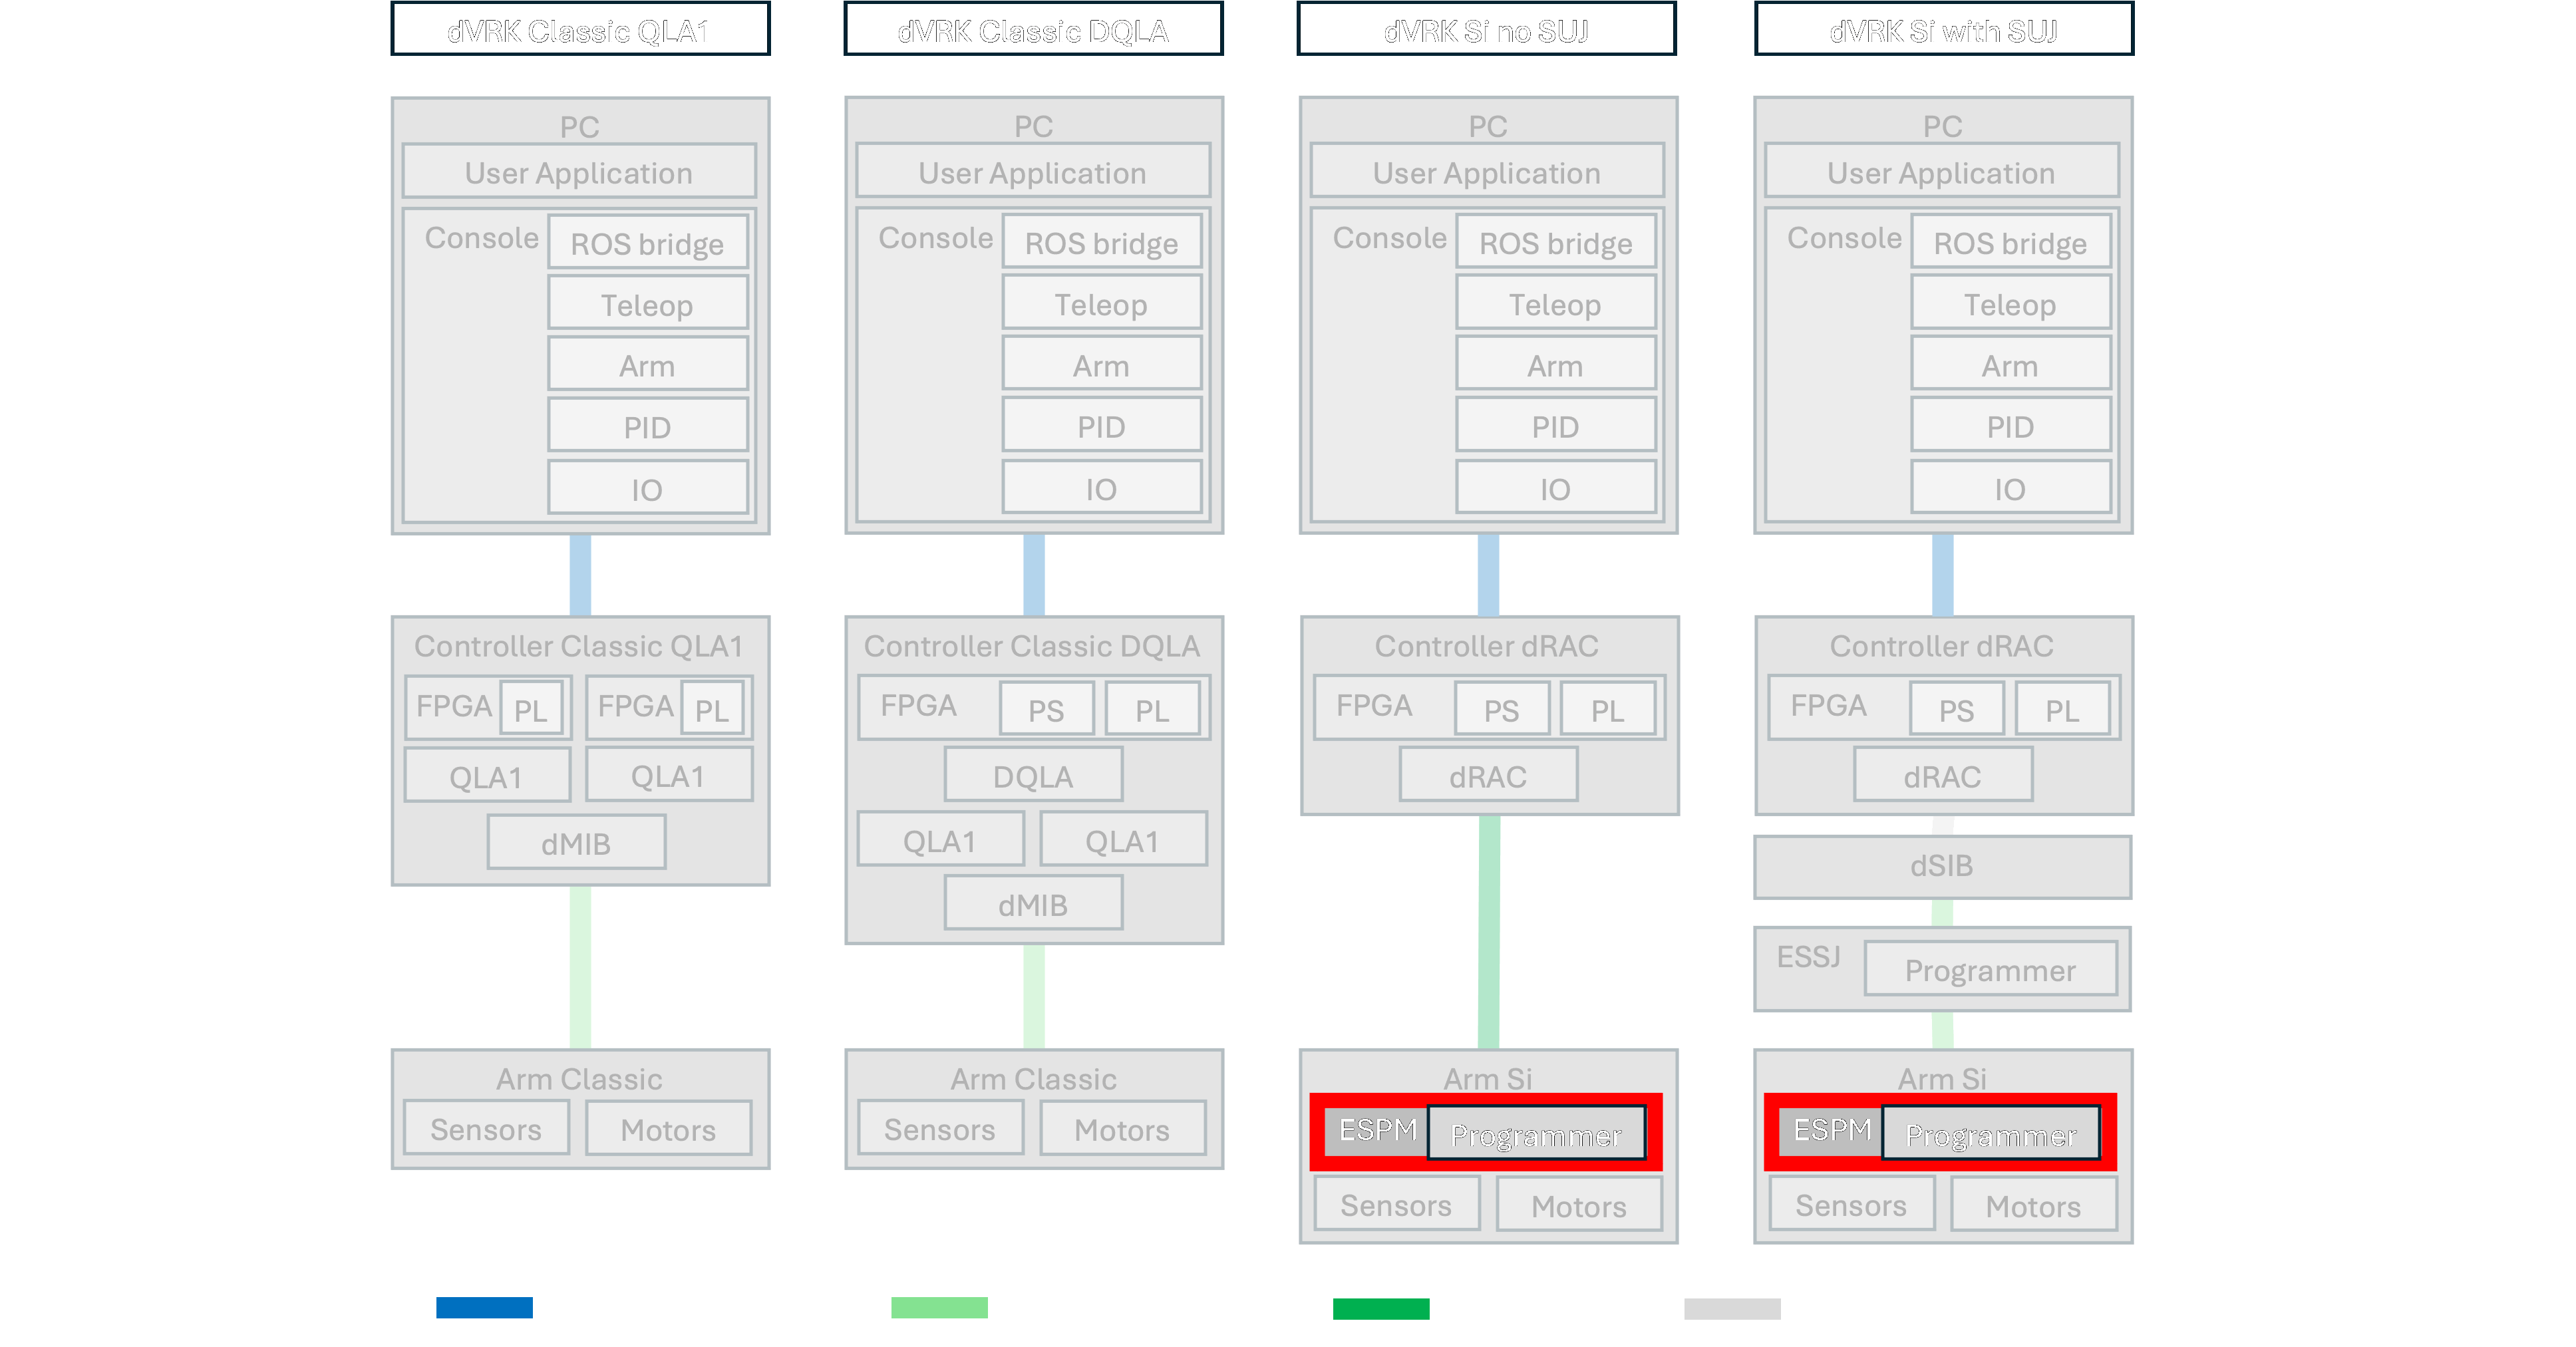 dVRK Classic QLA1
dVRK Classic DQLA
dVRK Si no SUJ
dVRK Si with SUJ
PC
User Application
Console
ROS bridge
Teleop
Arm
PID
IO
PC
User Application
Console
ROS bridge
Teleop
Arm
PID
IO
PC
User Application
Console
ROS bridge
Teleop
Arm
PID
IO
PC
User Application
Console
ROS bridge
Teleop
Arm
PID
IO
Controller Classic QLA1
FPGA PL FPGA PL
QLA1 QLA1
dMIB
Controller Classic DQLA
FPGA PS PL
DQLA
QLA1 QLA1
dMIB
Controller dRAC
FPGA PS PL
dRAC
Controller dRAC
FPGA PS PL
dRAC
dSIB
ESSJ Programmer
Arm Classic
Sensors Motors
Arm Classic
Sensors Motors
Arm Si
ESPM Programmer
Sensors Motors
Arm Si
ESPM Programmer
Sensors Motors